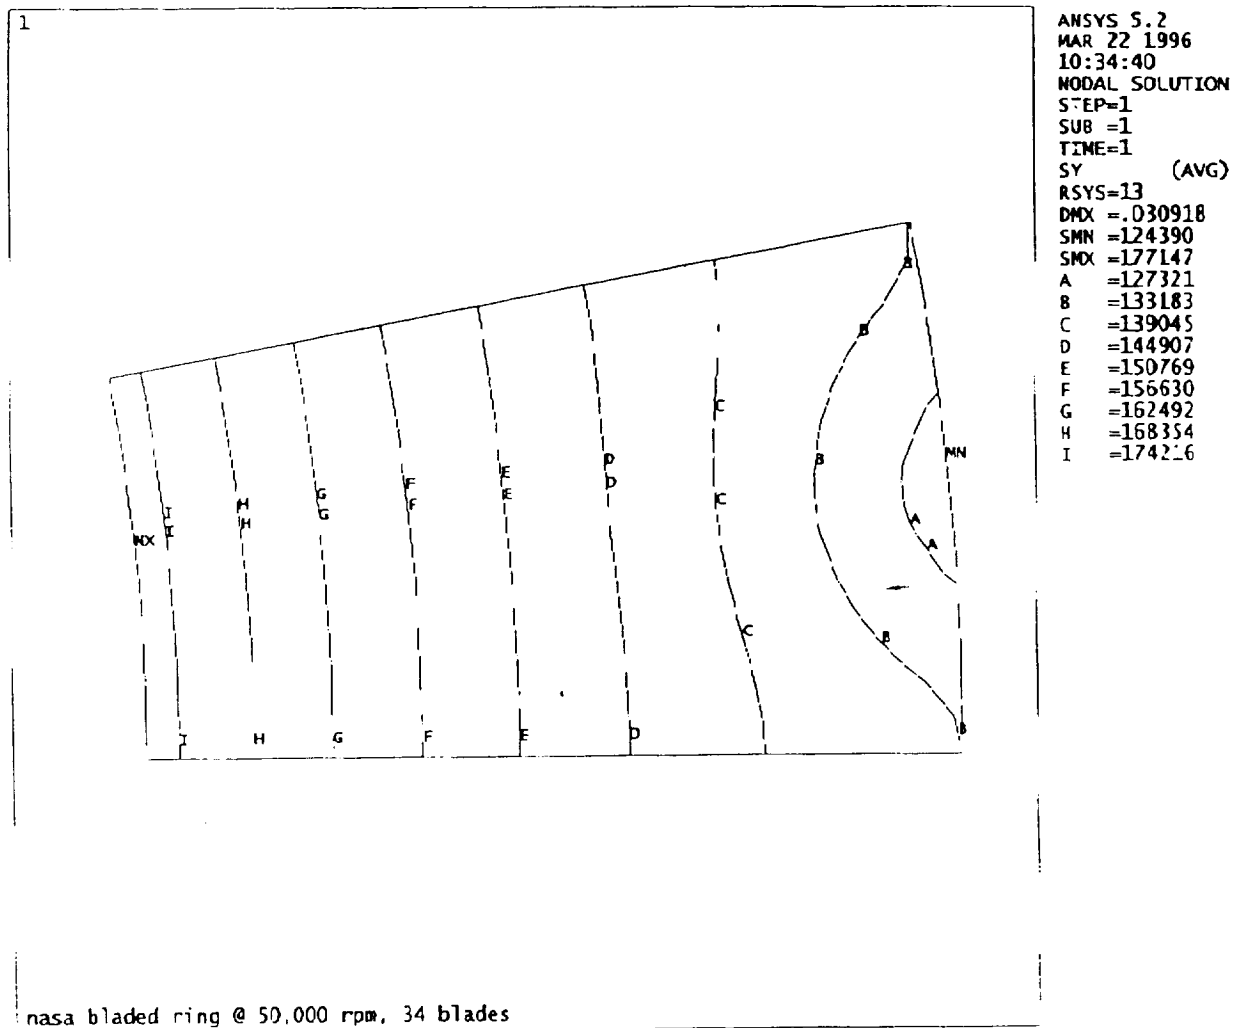 1
ANSYS 5.2
MAR 22 1996
10:34:40
NODAL SOLUTION
STEP=1
SUB =1
TIME=1
SY (AVG)
RSYS=13
DMX =.030918
SMN =124390
SMX =177147
A =127321
B =133183
C =139045
D =144907
E =150769
F =156630
G =162492
H =168354
I =174216
B
B
C
D
D
B
MN
E
E
F
F
G
G
H
H
I
I
C
A
A
MX
C
B
B
I
H
G
F
E
D
nasa bladed ring @ 50,000 rpm, 34 blades